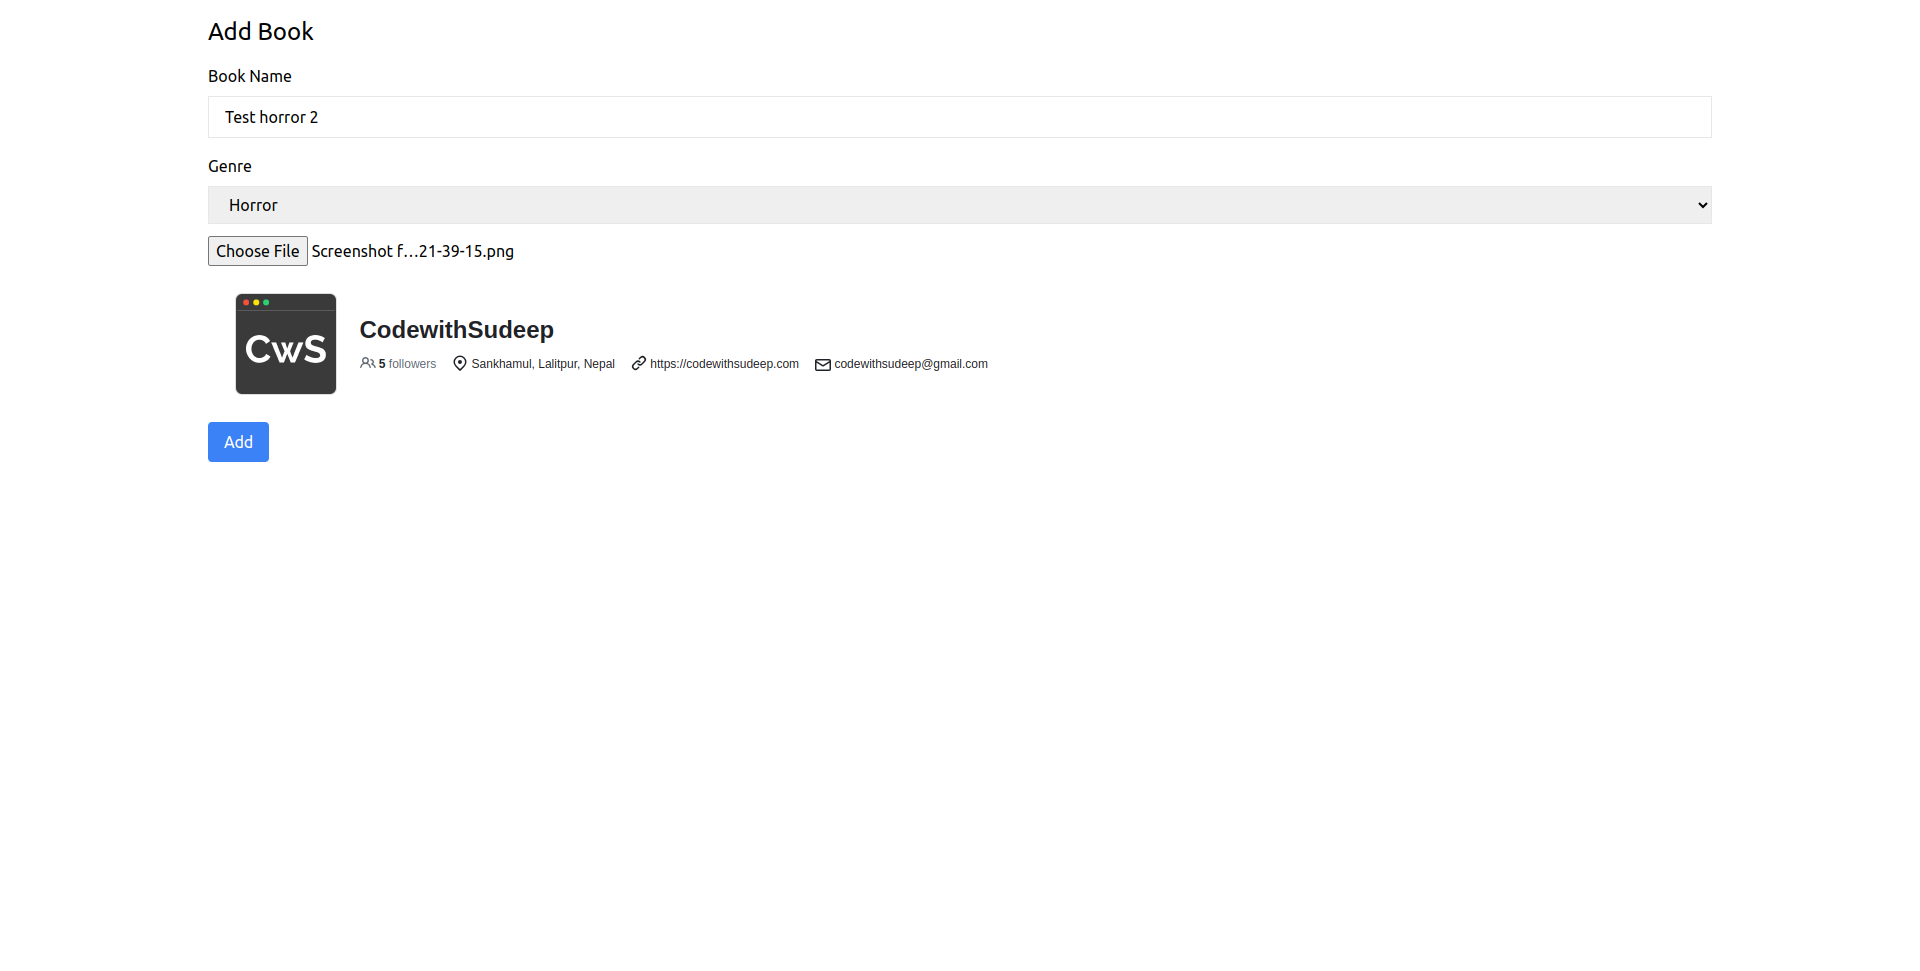 Add Book
Book Name
Test horror 2
Genre
Horror
Choose File Screenshot f...21-39-15.png
CwS
CodewithSudeep
5 followers Sankhamul, Lalitpur, Nepal https://codewithsudeep.com codewithsudeep@gmail.com
Add